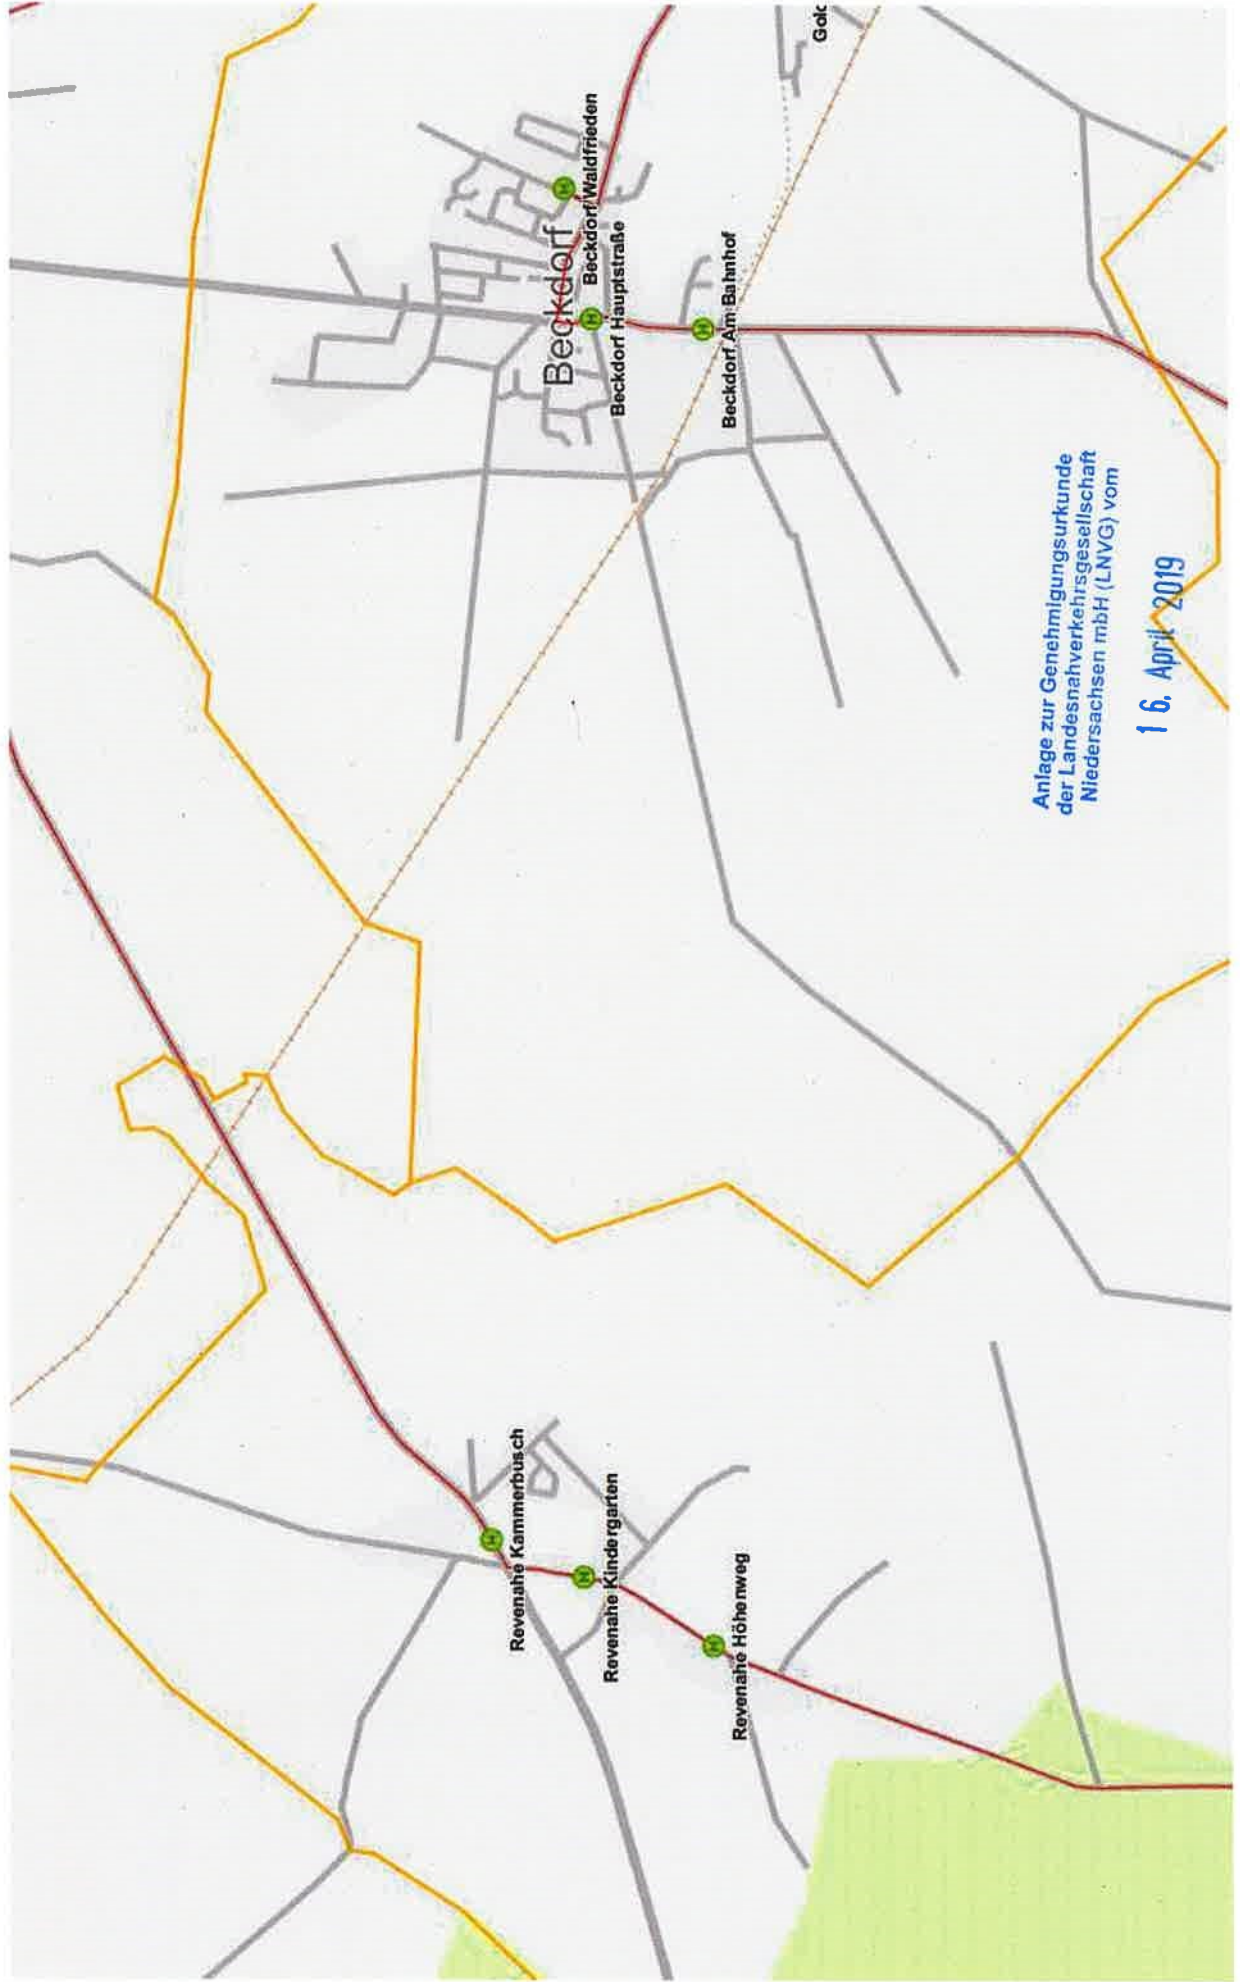 Golc
Beckdorf Waldfrieden
Beckdorf
Beckdorf Hauptstraße
Beckdorf Am Bahnhof
Revenahe Kammerbusch
Revenahe Kindergarten
Revenahe Höhenweg
H
H
H
H
H
H
Anlage zur Genehmigungsurkunde
der Landesnahverkehrsgesellschaft
Niedersachsen mbH (LNVG) vom
16. April 2019